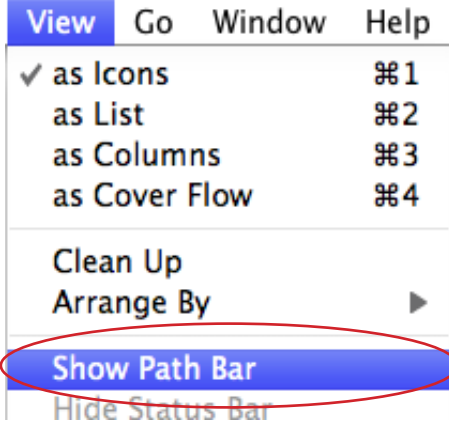 View Go Window Help
✓ as Icons ⌘1
as List ⌘2
as Columns ⌘3
as Cover Flow ⌘4
Clean Up
Arrange By ▶
Show Path Bar
Hide Status Bar